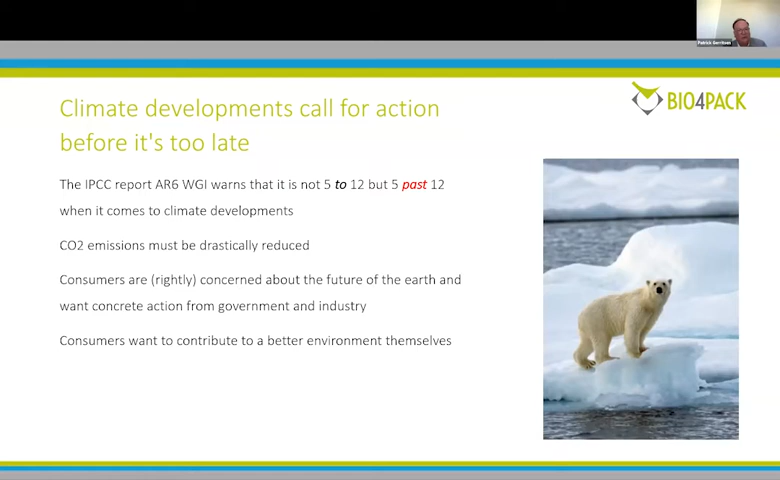 Patrick Gerritsen
Climate developments call for action
before it's too late
BIO4PACK
The IPCC report AR6 WGI warns that it is not 5 to 12 but 5 past 12
when it comes to climate developments
CO2 emissions must be drastically reduced
Consumers are (rightly) concerned about the future of the earth and
want concrete action from government and industry
Consumers want to contribute to a better environment themselves